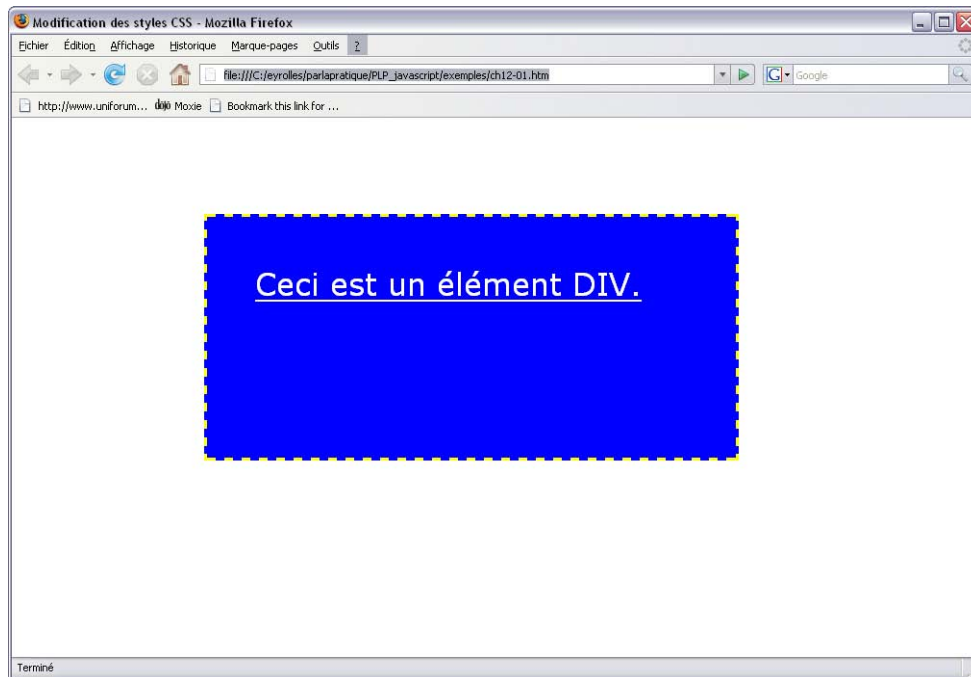 Modification des styles CSS - Mozilla Firefox
Fichier Édition Affichage Historique Marque-pages Outils ?
file:///C:/eyrolles/parlapratique/PLP_javascript/exemples/ch12-01.htm G Google
http://www.uniforum... dojo Moxie Bookmark this link for ...
Ceci est un élément DIV.
Terminé